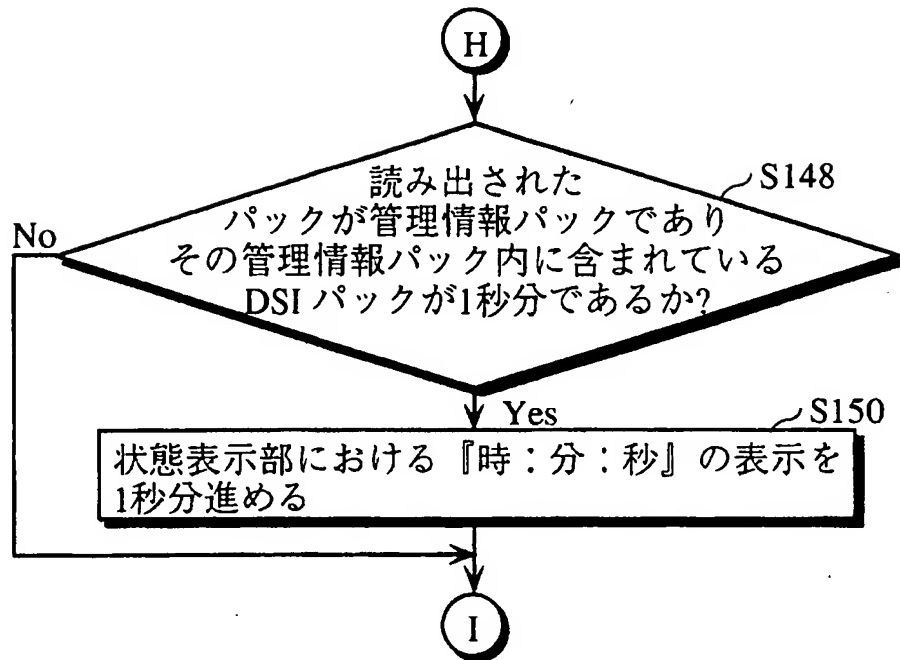 H
読み出された
パックが管理情報パックであり
その管理情報パック内に含まれている
DSIパックが1秒分であるか?
S148
No
Yes
S150
状態表示部における『時：分：秒』の表示を
1秒分進める
I